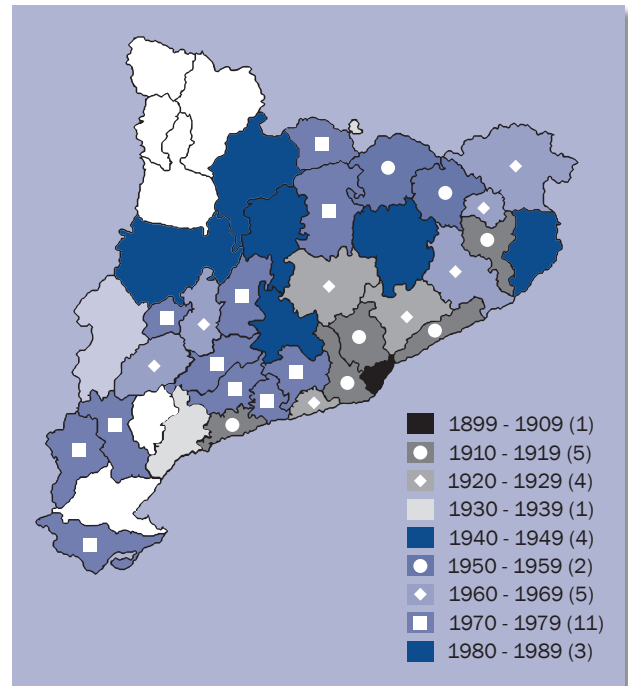 1899 - 1909 (1)
1910 - 1919 (5)
1920 - 1929 (4)
1930 - 1939 (1)
1940 - 1949 (4)
1950 - 1959 (2)
1960 - 1969 (5)
1970 - 1979 (11)
1980 - 1989 (3)